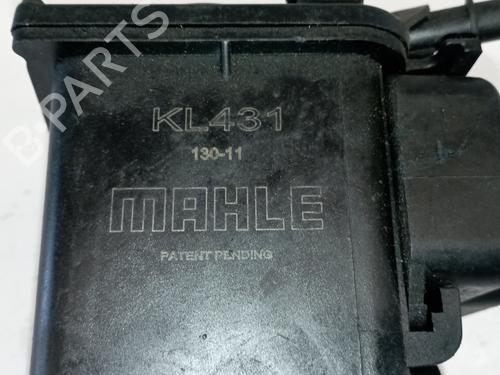 KL431
130-11
MAHLE
PATENT PENDING
B-PARTS